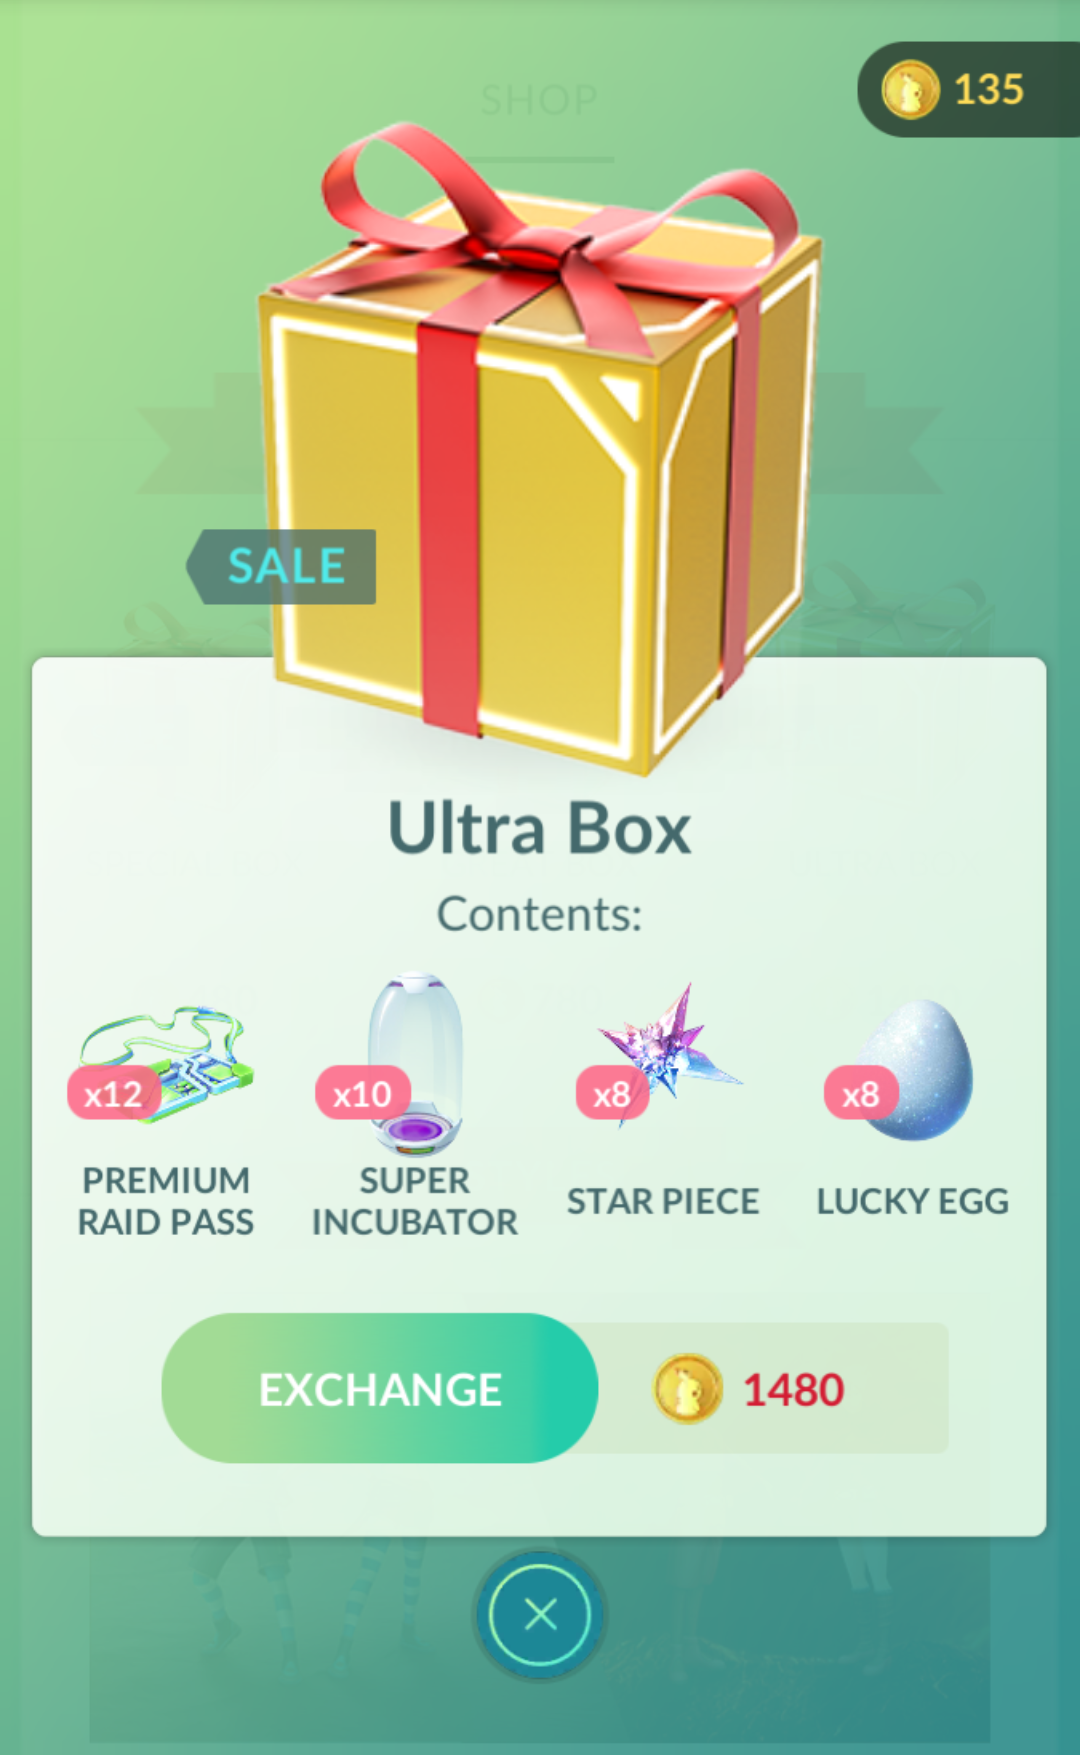 SHOP
135
SALE
Ultra Box
Contents:
x12
x10
x8
x8
PREMIUM
RAID PASS
SUPER
INCUBATOR
STAR PIECE
LUCKY EGG
EXCHANGE
1480